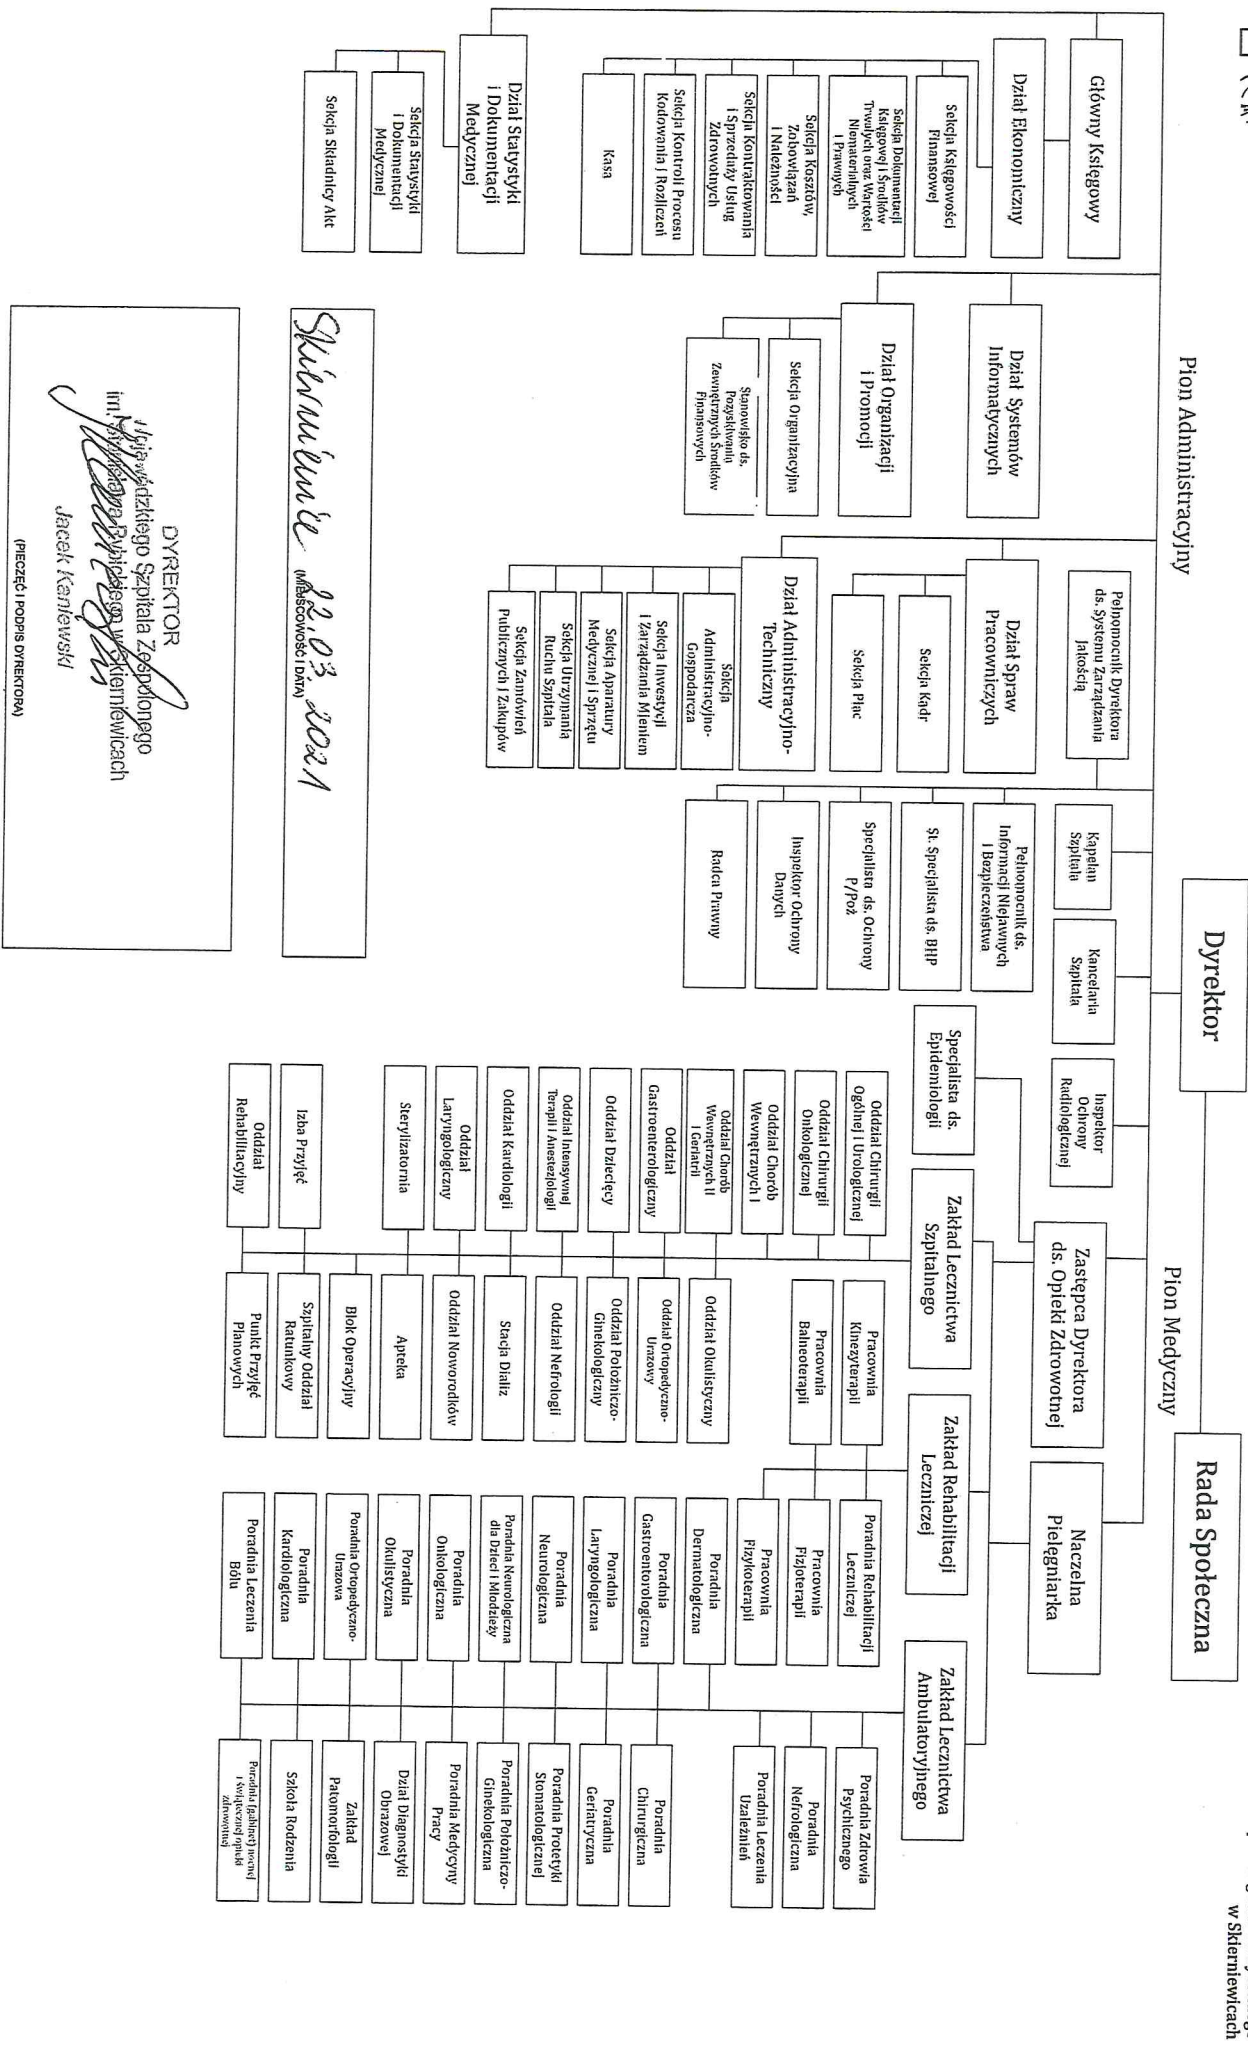 w Skierniewicach
Dyrektor
Rada Społeczna
Pion Administracyjny
Pion Medyczny
Główny Księgowy
Dział Ekonomiczny
Sekcja Księgowości
Finansowej
Sekcja Dokumentacji
Księgowej i Środków
Trwałych oraz Wartości
Niematerialnych
i Prawnych
Sekcja Kosztów,
Zobowiązań
i Należności
Sekcja Kontraktowania
i Sprzedaży Usług
Zdrowotnych
Sekcja Kontroli Procesu
Kodowania i Rozliczeń
Kasa
Dział Statystyki
i Dokumentacji
Medycznej
Sekcja Statystyki
i Dokumentacji
Medycznej
Sekcja Składnicy Akt
Dział Systemów
Informatycznych
Dział Organizacji
i Promocji
Sekcja Organizacyjna
Stanowisko ds.
Pozyskiwania
Zewnętrznych Środków
Finansowych
Pełnomocnik Dyrektora
ds. Systemu Zarządzania
Jakością
Dział Spraw
Pracowniczych
Sekcja Kadr
Sekcja Płac
Dział Administracyjno-
Techniczny
Sekcja
Administracyjno-
Gospodarcza
Sekcja Inwestycji
i Zarządzania Mieniem
Sekcja Aparatury
Medycznej i Sprzętu
Sekcja Utrzymania
Ruchu Szpitala
Sekcja Zamówień
Publicznych i Zakupów
Kapelan
Szpitala
Kancelaria
Szpitala
Inspektor
Ochrony
Radiologicznej
Pełnomocnik ds.
Informacji Niejawnych
i Bezpieczeństwa
St. Specjalista ds. BHP
Specjalista ds. Ochrony
P/Poż
Inspektor Ochrony
Danych
Radca Prawny
Zastępca Dyrektora
ds. Opieki Zdrowotnej
Naczelna
Pielęgniarka
Specjalista ds.
Epidemiologii
Zakład Lecznictwa
Szpitalnego
Oddział Chirurgii
Ogólnej i Urologicznej
Oddział Chirurgii
Onkologicznej
Oddział Chorób
Wewnętrznych I
Oddział Chorób
Wewnętrznych II
i Geriatrii
Oddział
Gastroenterologiczny
Oddział Dziecięcy
Oddział Intensywnej
Terapii i Anestezjologii
Oddział Kardiologii
Oddział
Laryngologiczny
Sterylizatornia
Izba Przyjęć
Oddział
Rehabilitacyjny
Oddział Okulistyczny
Oddział Ortopedyczno-
Urazowy
Oddział Położniczo-
Ginekologiczny
Oddział Nefrologii
Stacja Dializ
Oddział Noworodków
Apteka
Blok Operacyjny
Szpitalny Oddział
Ratunkowy
Punkt Przyjęć
Planowych
Zakład Rehabilitacji
Leczniczej
Pracownia
Kinezyterapii
Pracownia
Balneoterapii
Poradnia Rehabilitacji
Leczniczej
Pracownia
Fizjoterapii
Pracownia
Fizykoterapii
Zakład Lecznictwa
Ambulatoryjnego
Poradnia
Dermatologiczna
Poradnia
Gastroenterologiczna
Poradnia
Laryngologiczna
Poradnia
Neurologiczna
Poradnia Neurologiczna
dla Dzieci i Młodzieży
Poradnia
Onkologiczna
Poradnia
Okulistyczna
Poradnia Ortopedyczno-
Urazowa
Poradnia
Kardiologiczna
Poradnia Leczenia
Bólu
Poradnia Zdrowia
Psychicznego
Poradnia
Nefrologiczna
Poradnia Leczenia
Uzależnień
Poradnia
Chirurgiczna
Poradnia
Geriatryczna
Poradnia Protetyki
Stomatologicznej
Poradnia Położniczo-
Ginekologiczna
Poradnia Medycyny
Pracy
Dział Diagnostyki
Obrazowej
Zakład
Patomorfologii
Szkoła Rodzenia
Poradnia (gabinet) nocnej
i świątecznej opieki
zdrowotnej
Skierniewice 22.03.2021
(MIEJSCOWOŚĆ I DATA)
DYREKTOR
Wojewódzkiego Szpitala Zespolonego
im. Stanisława Rybickiego w Skierniewicach
Jacek Kaniewski
(PIECZĘĆ I PODPIS DYREKTORA)